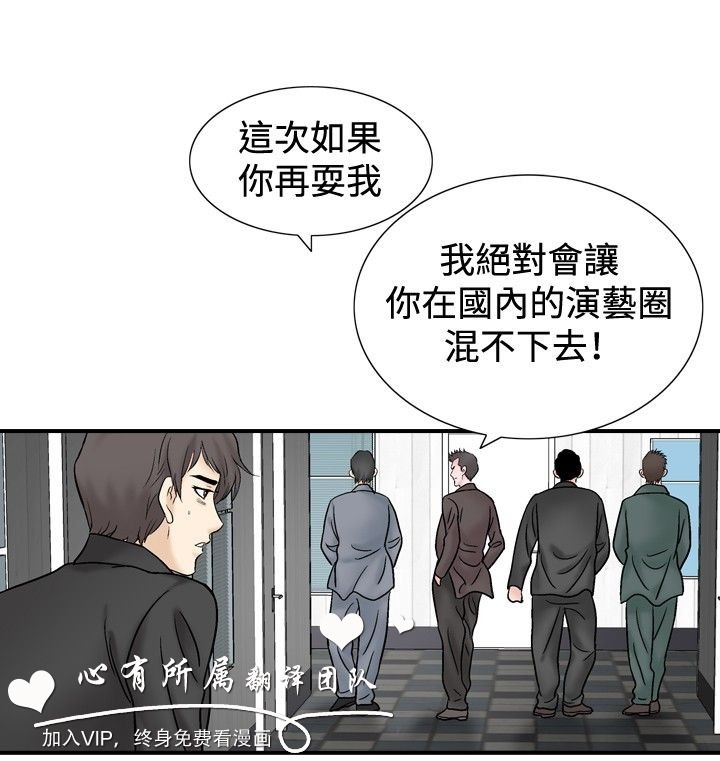 這次如果
你再耍我
我絕對會讓
你在國內的演藝圈
混不下去！
心有所属翻译团队
加入VIP，终身免费看漫画